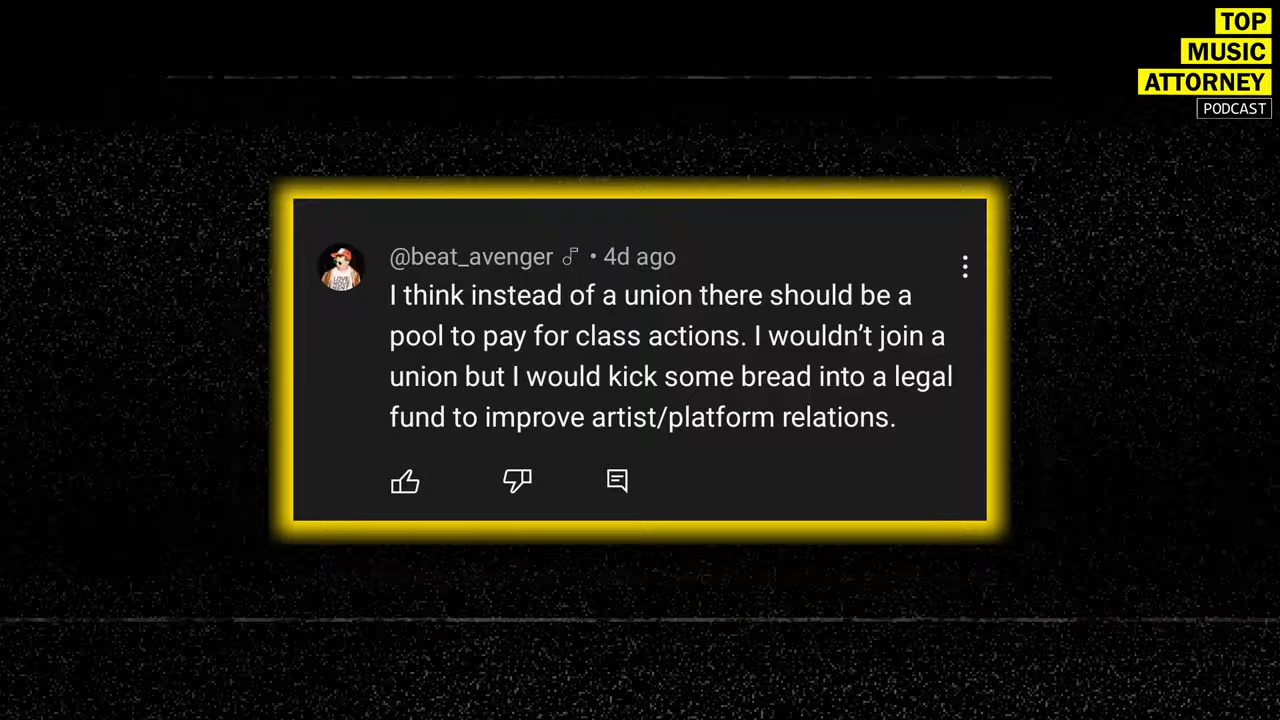 TOP
MUSIC
ATTORNEY
PODCAST
@beat_avenger • 4d ago
I think instead of a union there should be a
pool to pay for class actions. I wouldn’t join a
union but I would kick some bread into a legal
fund to improve artist/platform relations.